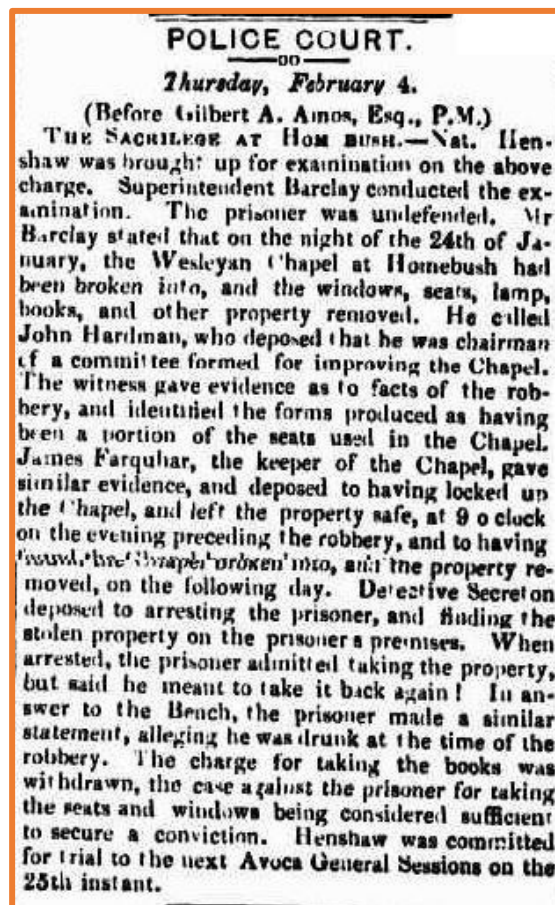 POLICE COURT.
Thursday, February 4.
(Before Gilbert A. Amos, Esq., P.M.)
THE SACRILEGE AT HOM BUSH.—Nat. Hen-
shaw was brought up for examination on the above
charge. Superintendent Barclay conducted the ex-
amination. The prisoner was undefended. Mr
Barclay stated that on the night of the 24th of Ja-
nuary, the Wesleyan Chapel at Homebush had
been broken into, and the windows, seats, lamp,
books, and other property removed. He called
John Hardman, who deposed that he was chairman
of a committee formed for improving the Chapel.
The witness gave evidence as to facts of the rob-
bery, and identified the forms produced as having
been a portion of the seats used in the Chapel.
James Farquhar, the keeper of the Chapel, gave
similar evidence, and deposed to having locked up
the Chapel, and left the property safe, at 9 o clock
on the evening preceding the robbery, and to having
found the Chapel broken into, and the property re-
moved, on the following day. Detective Secreton
deposed to arresting the prisoner, and finding the
stolen property on the prisoner s premises. When
arrested, the prisoner admitted taking the property,
but said he meant to take it back again! In an-
swer to the Bench, the prisoner made a similar
statement, alleging he was drunk at the time of the
robbery. The charge for taking the books was
withdrawn, the case against the prisoner for taking
the seats and windows being considered sufficient
to secure a conviction. Henshaw was committed
for trial to the next Avoca General Sessions on the
25th instant.